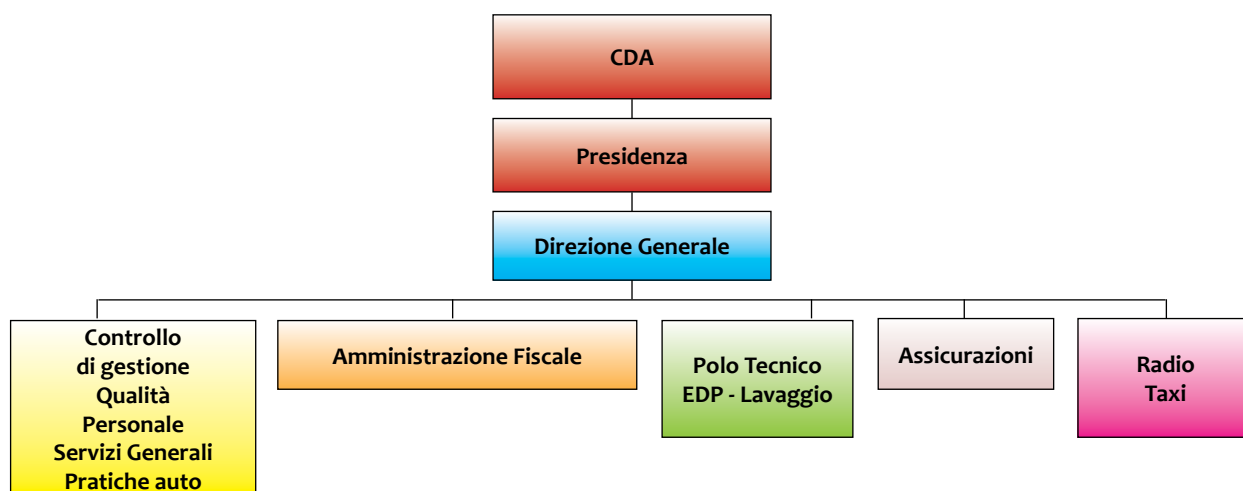 CDA
Presidenza
Direzione Generale
Controllo
di gestione
Qualità
Personale
Servizi Generali
Pratiche auto
Amministrazione Fiscale
Polo Tecnico
EDP - Lavaggio
Assicurazioni
Radio
Taxi